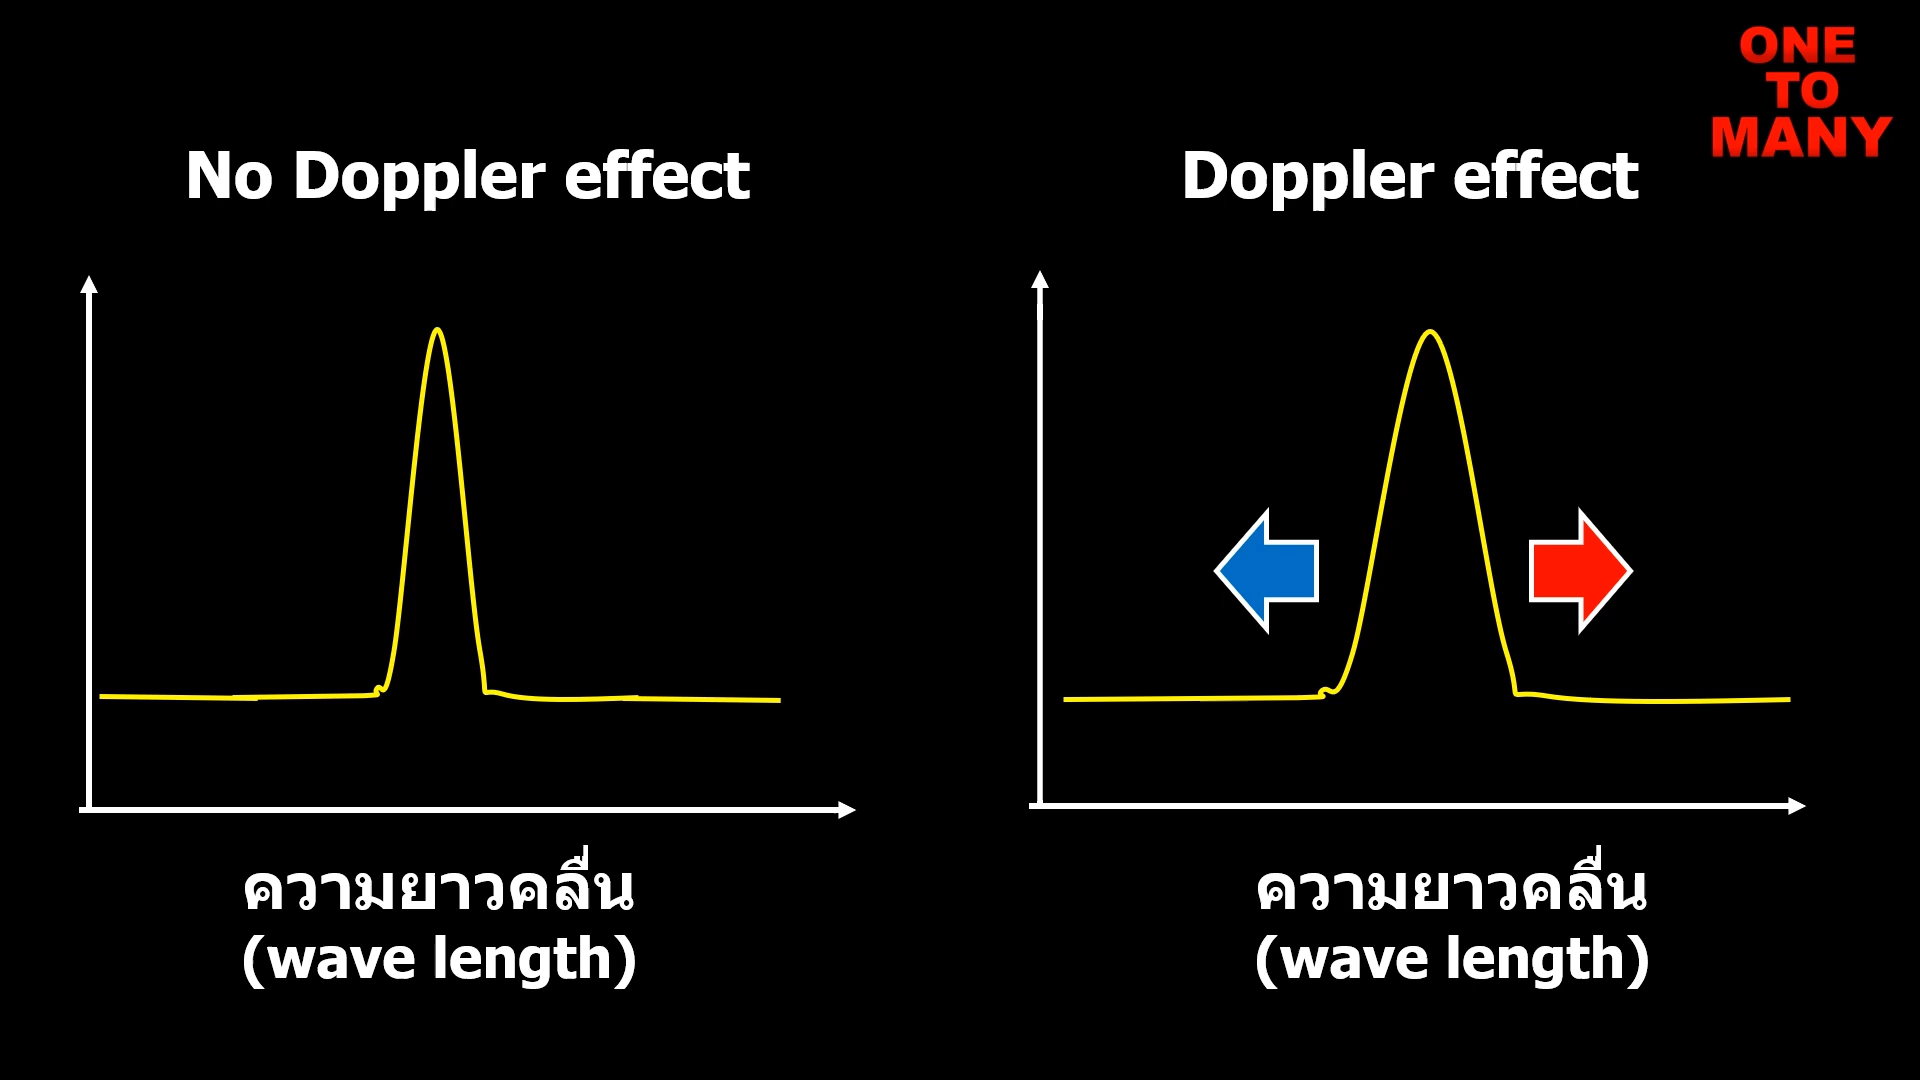 ONE
TO
MANY
No Doppler effect
Doppler effect
ความยาวคลื่น
(wave length)
ความยาวคลื่น
(wave length)